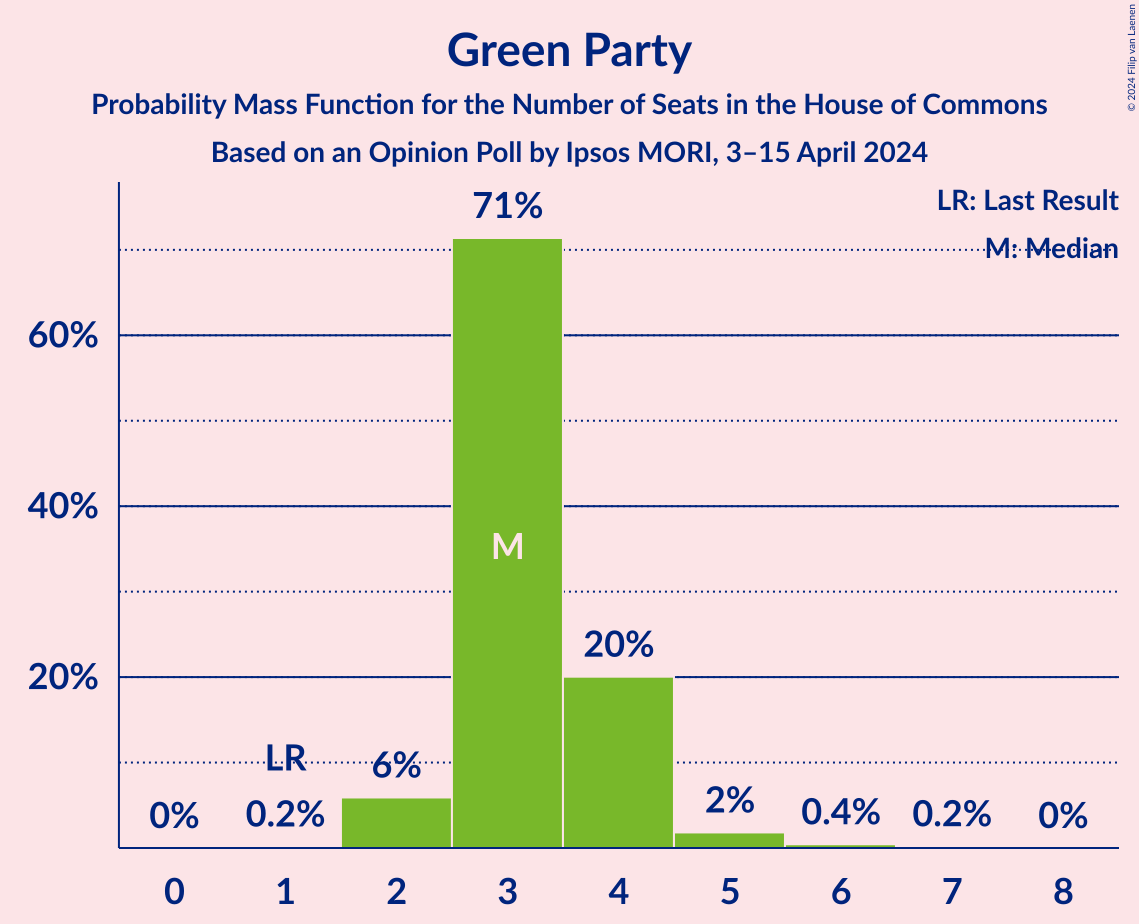 Green Party
Probability Mass Function for the Number of Seats in the House of Commons
Based on an Opinion Poll by Ipsos MORI, 3–15 April 2024
© 2024 Filip van Laenen
LR: Last Result
M: Median
71%
60%
40%
M
20%
20%
LR
6%
0%
0.2%
2%
0.4%
0.2%
0%
0 1 2 3 4 5 6 7 8